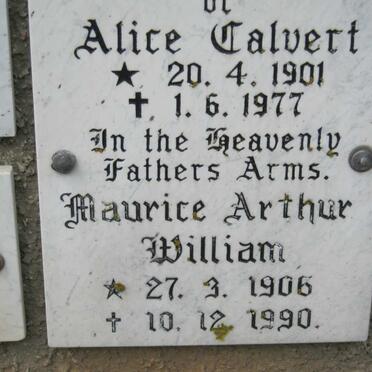 of
Alice Calvert
★ 20. 4. 1901
✝ 1. 6. 1977
In the Heavenly
Fathers Arms.
Maurice Arthur
William
★ 27. 3. 1906
✝ 10. 12. 1990.